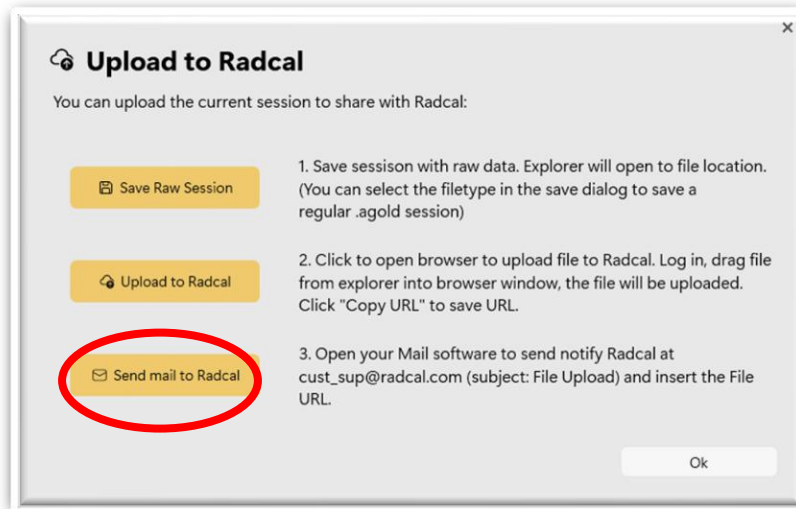 Upload to Radcal
You can upload the current session to share with Radcal:
Save Raw Session
1. Save sessison with raw data. Explorer will open to file location.
(You can select the filetype in the save dialog to save a
regular .agold session)
Upload to Radcal
2. Click to open browser to upload file to Radcal. Log in, drag file
from explorer into browser window, the file will be uploaded.
Click "Copy URL" to save URL.
Send mail to Radcal
3. Open your Mail software to send notify Radcal at
cust_sup@radcal.com (subject: File Upload) and insert the File
URL.
Ok